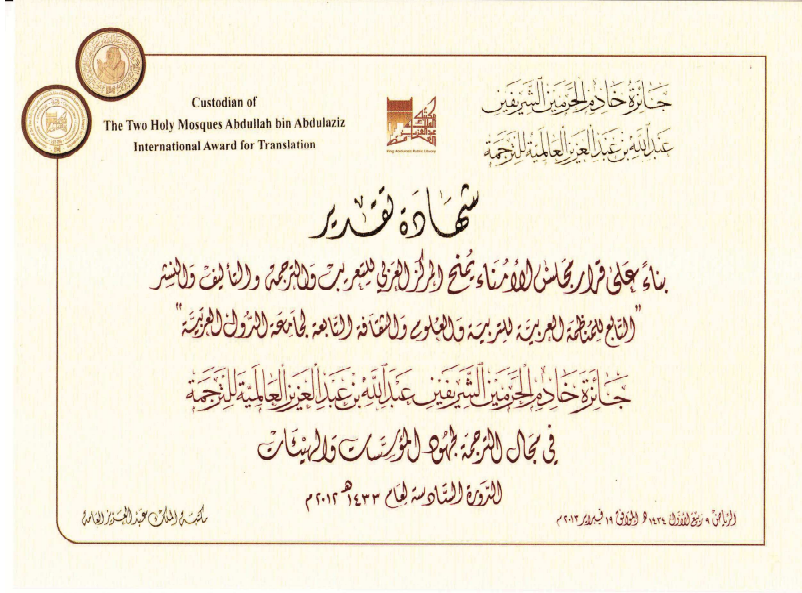 Custodian of
The Two Holy Mosques Abdullah bin Abdulaziz
International Award for Translation
جائزة خادم الحرمين الشريفين
عبدالله بن عبدالعزيز العالمية للترجمة
شهادة تقدير
بناءً على قرار مجلس الأمناء يُمنح المركز العربي للتعريب والترجمة والتأليف والنشر
"التابع للمنظمة العربية للتربية والعلوم والثقافة التابعة لجامعة الدول العربية"
جائزة خادم الحرمين الشريفين عبدالله بن عبدالعزيز العالمية للترجمة
في مجال الترجمة لجهود المؤسسات والهيئات
الدورة السادسة لعام ١٤٣٣هـ ٢٠١٢م
الرياض ٩ ربيع الأول ١٤٣٤هـ الموافق ١٩ فبراير ٢٠١٣م
مكتبة الملك عبدالعزيز العامة